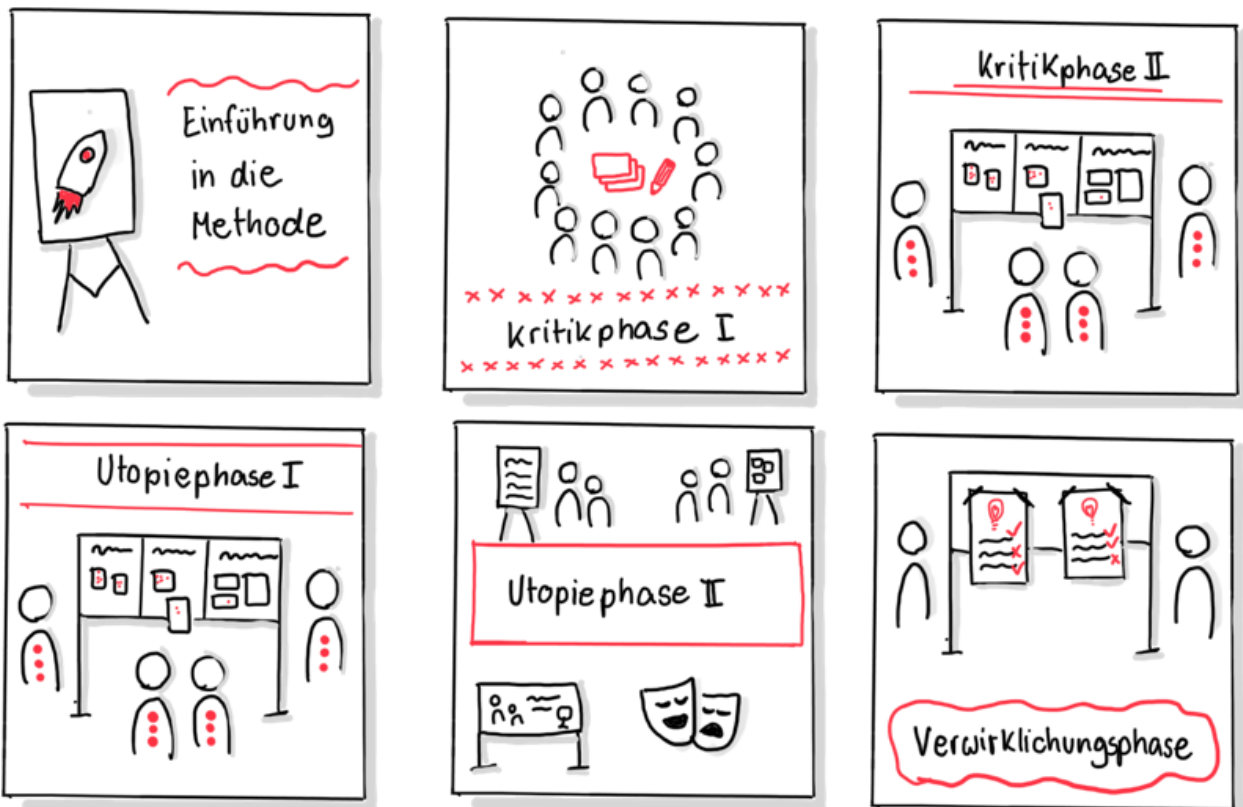 Einführung
in die
Methode
Kritikphase I
Kritikphase II
Utopiephase I
Utopiephase II
Verwirklichungsphase